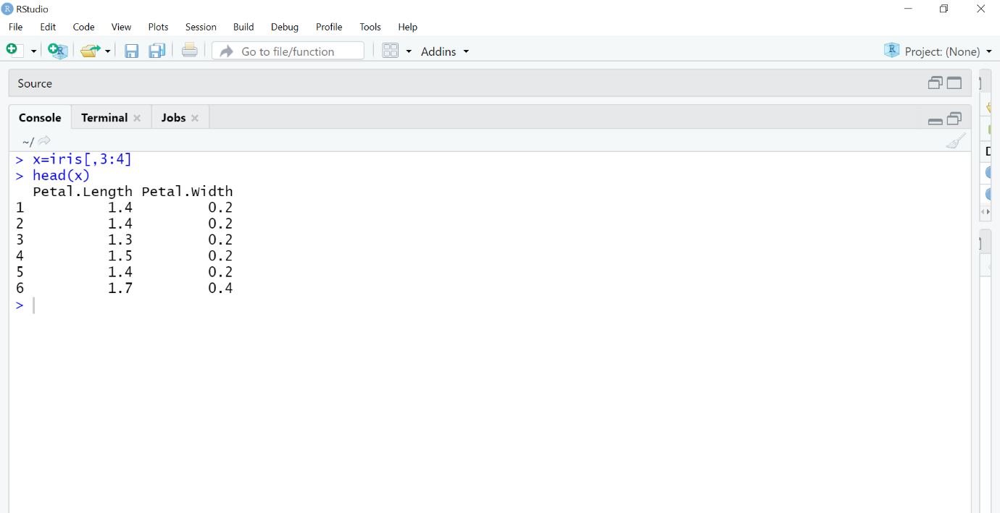 RStudio
File Edit Code View Plots Session Build Debug Profile Tools Help
Go to file/function Addins Project: (None)
Source
Console Terminal Jobs
~/
> x=iris[,3:4]
> head(x)
Petal.Length Petal.Width
1 1.4 0.2
2 1.4 0.2
3 1.3 0.2
4 1.5 0.2
5 1.4 0.2
6 1.7 0.4
>